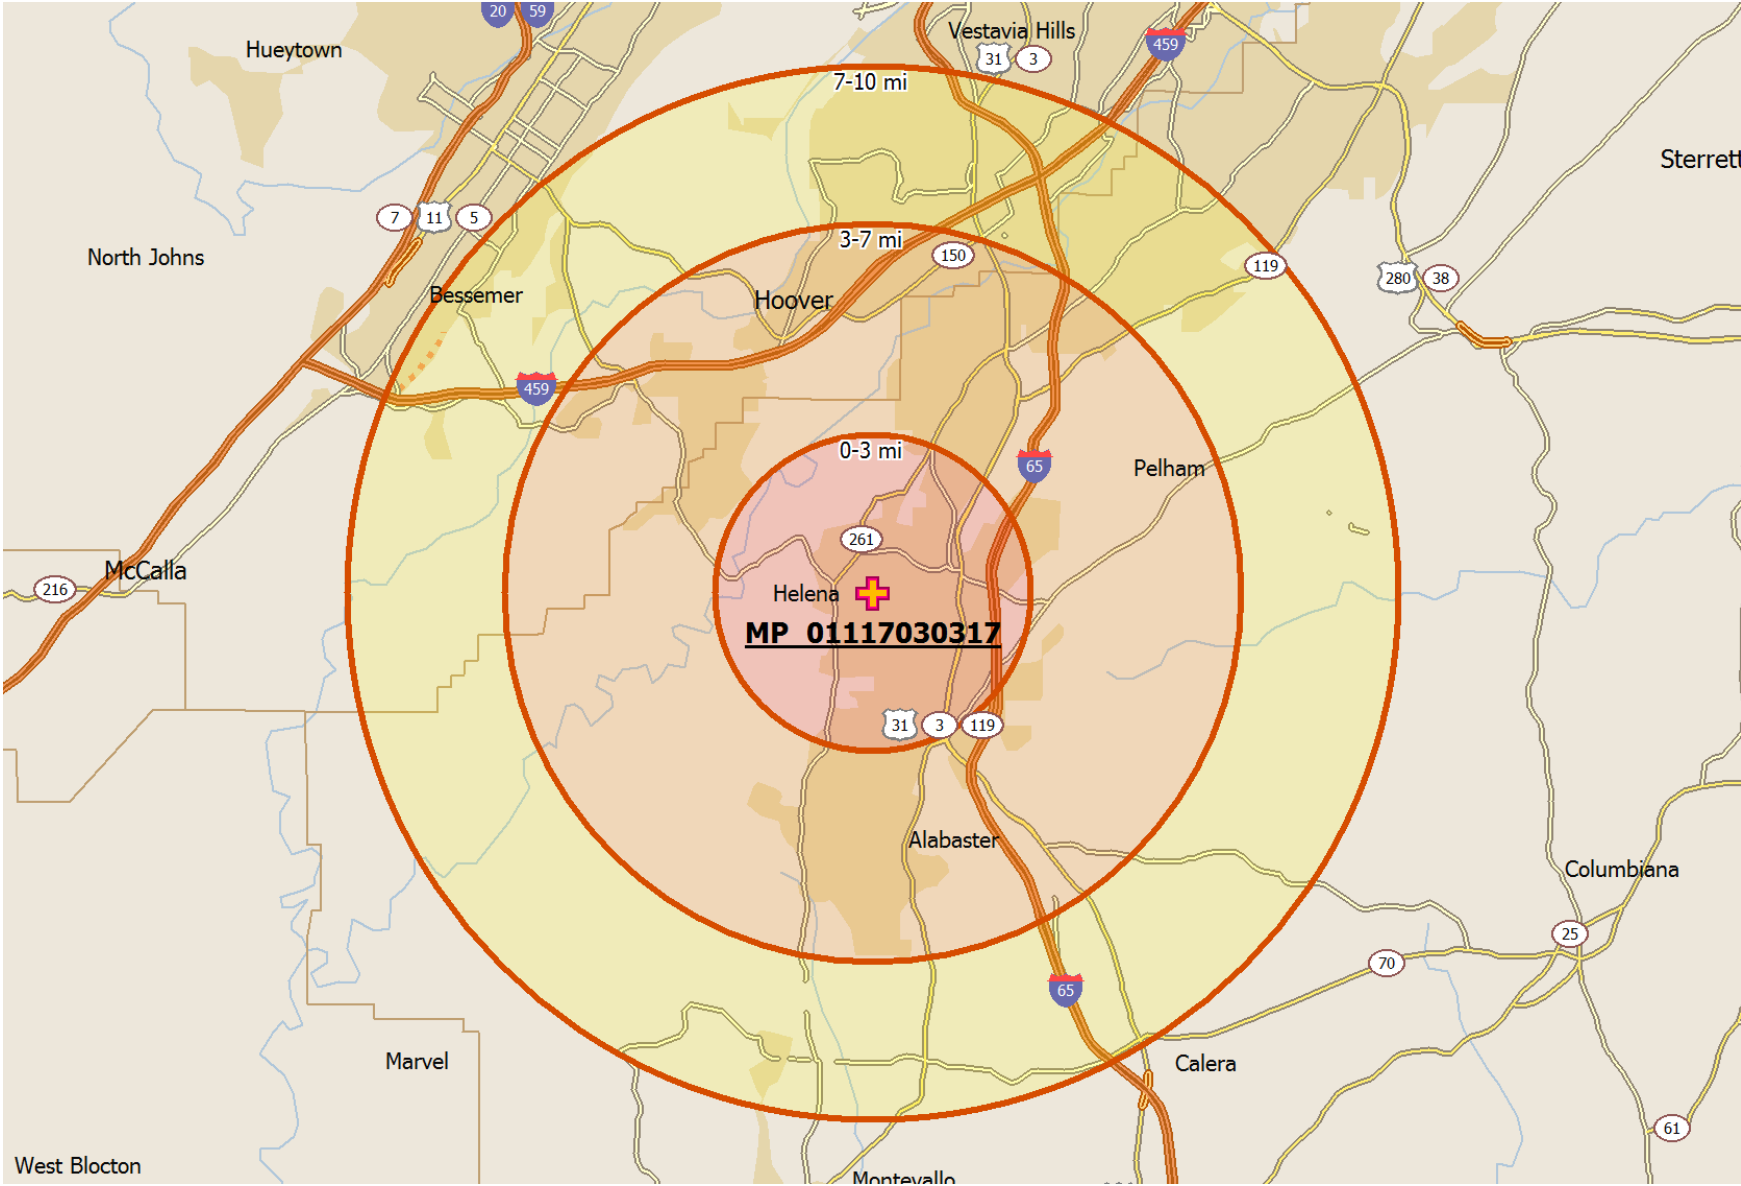 20
59
Vestavia Hills
Hueytown
459
31
3
7-10 mi
Sterrett
7
11
5
3-7 mi
150
North Johns
119
280
38
Bessemer
Hoover
459
0-3 mi
65
Pelham
261
McCalla
216
Helena
MP_01117030317
31
3
119
Alabaster
Columbiana
25
70
65
Marvel
Calera
61
West Blocton
Montevallo